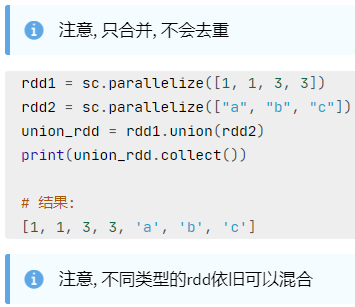 注意, 只合并, 不会去重
rdd1 = sc.parallelize([1, 1, 3, 3])
rdd2 = sc.parallelize(["a", "b", "c"])
union_rdd = rdd1.union(rdd2)
print(union_rdd.collect())
# 结果:
[1, 1, 3, 3, 'a', 'b', 'c']
注意, 不同类型的rdd依旧可以混合